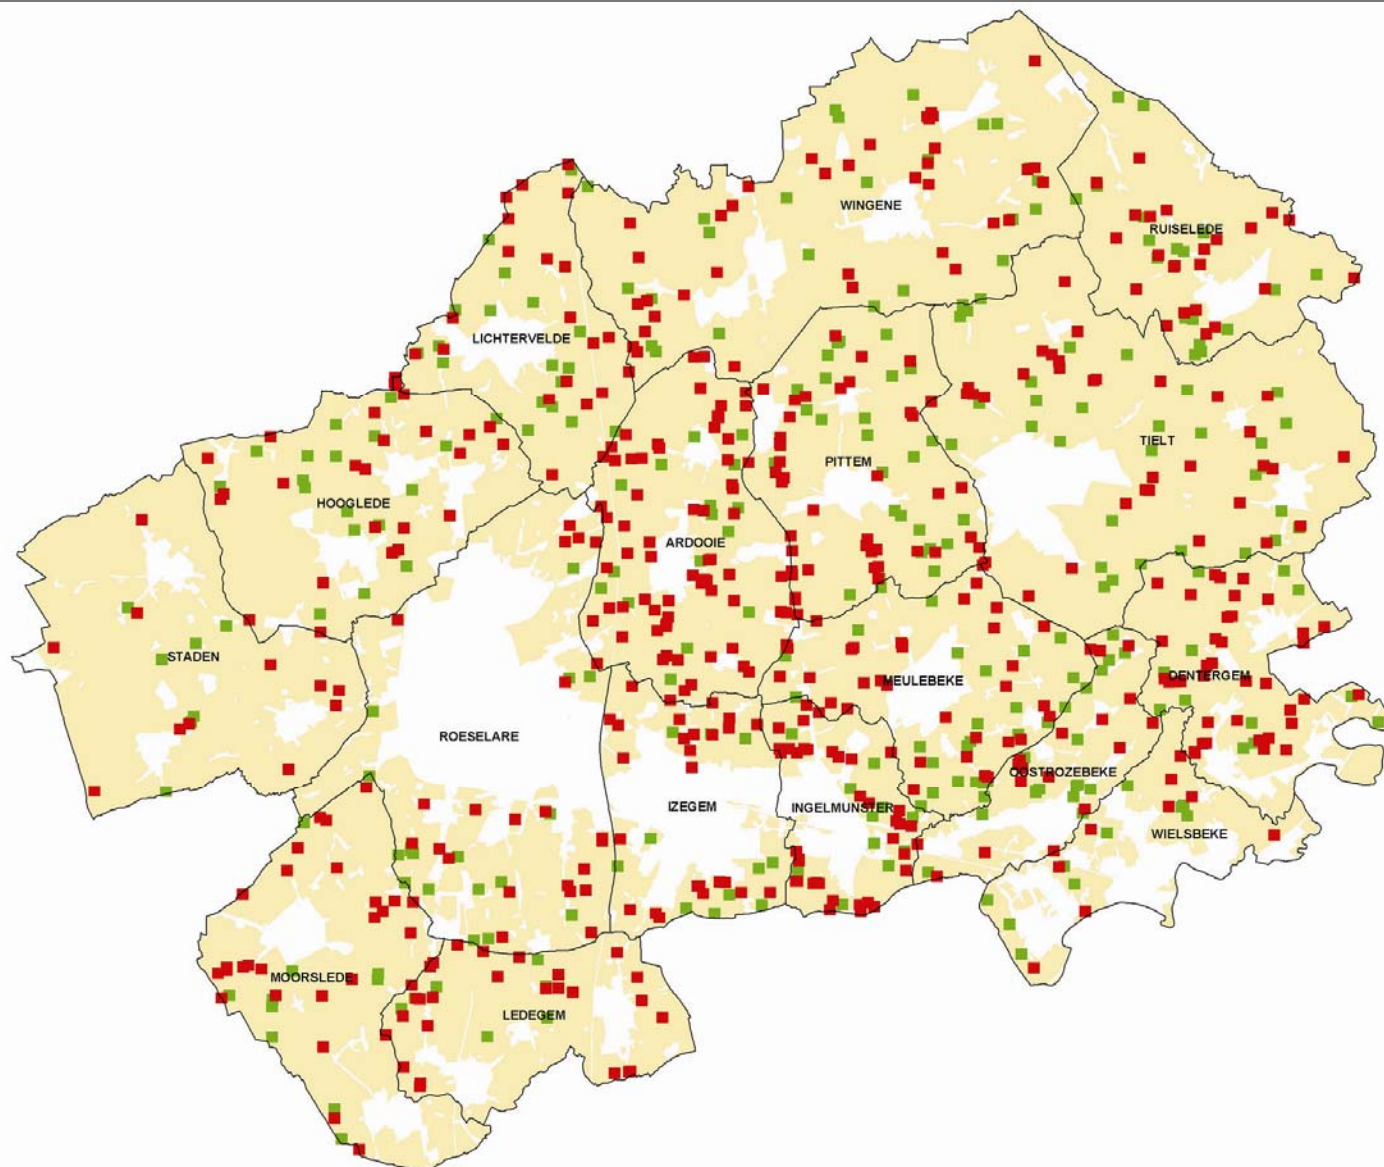 WINGENE
RUISELEDE
LICHTERVELDE
TIELT
PITTEM
HOOGLEDE
ARDOOIE
STADEN
DENTERGEM
MEULEBEKE
ROESELARE
OOSTROZEBEKE
IZEGEM
INGELMUNSTER
WIELSBEKE
MOORSLEDE
LEDEGEM